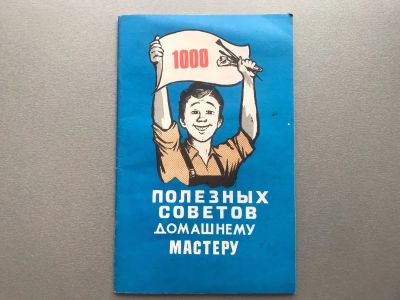 1000
ПОЛЕЗНЫХ
СОВЕТОВ
ДОМАШНЕМУ
МАСТЕРУ